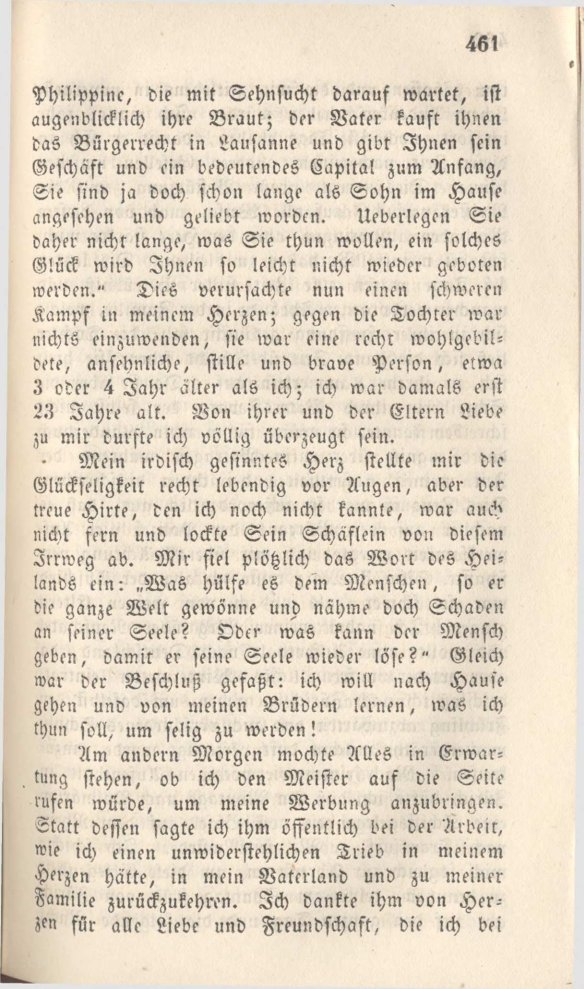 461
Philippine, die mit Sehnsucht darauf wartet, ist
augenblicklich ihre Braut; der Vater kauft ihnen
das Bürgerrecht in Lausanne und gibt Ihnen sein
Geschäft und ein bedeutendes Capital zum Anfang,
Sie sind ja doch schon lange als Sohn im Hause
angesehen und geliebt worden. Ueberlegen Sie
daher nicht lange, was Sie thun wollen, ein solches
Glück wird Ihnen so leicht nicht wieder geboten
werden.“ Dies verursachte nun einen schweren
Kampf in meinem Herzen; gegen die Tochter war
nichts einzuwenden, sie war eine recht wohlgebil-
dete, ansehnliche, stille und brave Person, etwa
3 oder 4 Jahr älter als ich; ich war damals erst
23 Jahre alt. Von ihrer und der Eltern Liebe
zu mir durfte ich völlig überzeugt sein.
Mein irdisch gesinntes Herz stellte mir die
Glückseligkeit recht lebendig vor Augen, aber der
treue Hirte, den ich noch nicht kannte, war auch
nicht fern und lockte Sein Schäflein von diesem
Irrweg ab. Mir fiel plötzlich das Wort des Hei-
lands ein: „Was hülfe es dem Menschen, so er
die ganze Welt gewönne und nähme doch Schaden
an seiner Seele? Oder was kann der Mensch
geben, damit er seine Seele wieder löse?“ Gleich
war der Beschluß gefaßt: ich will nach Hause
gehen und von meinen Brüdern lernen, was ich
thun soll, um selig zu werden!
Am andern Morgen mochte Alles in Erwar-
tung stehen, ob ich den Meister auf die Seite
rufen würde, um meine Werbung anzubringen.
Statt dessen sagte ich ihm öffentlich bei der Arbeit,
wie ich einen unwiderstehlichen Trieb in meinem
Herzen hätte, in mein Vaterland und zu meiner
Familie zurückzukehren. Ich dankte ihm von Her-
zen für alle Liebe und Freundschaft, die ich bei